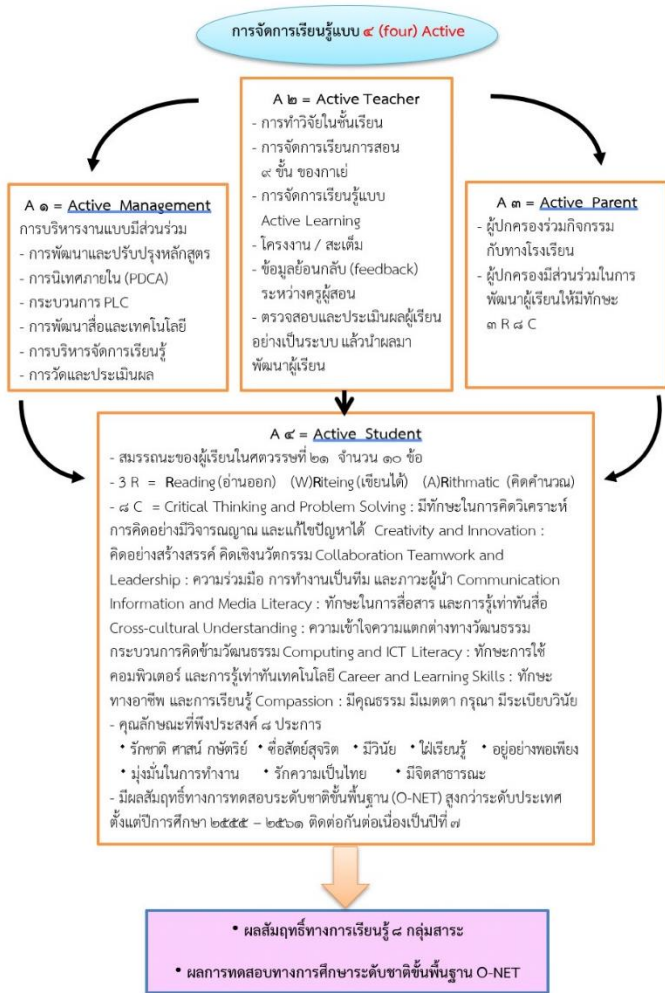 การจัดการเรียนรู้แบบ ๔ (four) Active
A ๒ = Active Teacher
- การทำวิจัยในชั้นเรียน
- การจัดการเรียนการสอน
๙ ขั้น ของกาเย่
- การจัดการเรียนรู้แบบ
Active Learning
- โครงงาน / สะเต็ม
- ข้อมูลย้อนกลับ (feedback)
ระหว่างครูผู้สอน
- ตรวจสอบและประเมินผลผู้เรียน
อย่างเป็นระบบ แล้วนำผลมา
พัฒนาผู้เรียน
A ๑ = Active Management
การบริหารงานแบบมีส่วนร่วม
- การพัฒนาและปรับปรุงหลักสูตร
- การนิเทศภายใน (PDCA)
- กระบวนการ PLC
- การพัฒนาสื่อและเทคโนโลยี
- การบริหารจัดการเรียนรู้
- การวัดและประเมินผล
A ๓ = Active Parent
- ผู้ปกครองร่วมกิจกรรม
กับทางโรงเรียน
- ผู้ปกครองมีส่วนร่วมในการ
พัฒนาผู้เรียนให้มีทักษะ
๓ R ๘ C
A ๔ = Active Student
- สมรรถนะของผู้เรียนในศตวรรษที่ ๒๑ จำนวน ๑๐ ข้อ
- 3 R = Reading (อ่านออก) (W)Riteing (เขียนได้) (A)Rithmatic (คิดคำนวณ)
- ๘ C = Critical Thinking and Problem Solving : มีทักษะในการคิดวิเคราะห์
การคิดอย่างมีวิจารณญาณ และแก้ไขปัญหาได้ Creativity and Innovation :
คิดอย่างสร้างสรรค์ คิดเชิงนวัตกรรม Collaboration Teamwork and
Leadership : ความร่วมมือ การทำงานเป็นทีม และภาวะผู้นำ Communication
Information and Media Literacy : ทักษะในการสื่อสาร และการรู้เท่าทันสื่อ
Cross-cultural Understanding : ความเข้าใจความแตกต่างทางวัฒนธรรม
กระบวนการคิดข้ามวัฒนธรรม Computing and ICT Literacy : ทักษะการใช้
คอมพิวเตอร์ และการรู้เท่าทันเทคโนโลยี Career and Learning Skills : ทักษะ
ทางอาชีพ และการเรียนรู้ Compassion : มีคุณธรรม มีเมตตา กรุณา มีระเบียบวินัย
- คุณลักษณะที่พึงประสงค์ ๘ ประการ
• รักชาติ ศาสน์ กษัตริย์ • ซื่อสัตย์สุจริต • มีวินัย • ใฝ่เรียนรู้ • อยู่อย่างพอเพียง
• มุ่งมั่นในการทำงาน • รักความเป็นไทย • มีจิตสาธารณะ
- มีผลสัมฤทธิ์ทางการทดสอบระดับชาติขั้นพื้นฐาน (O-NET) สูงกว่าระดับประเทศ
ตั้งแต่ปีการศึกษา ๒๕๕๕ – ๒๕๖๑ ติดต่อกันต่อเนื่องเป็นปีที่ ๗
• ผลสัมฤทธิ์ทางการเรียนรู้ ๘ กลุ่มสาระ
• ผลการทดสอบทางการศึกษาระดับชาติขั้นพื้นฐาน O-NET